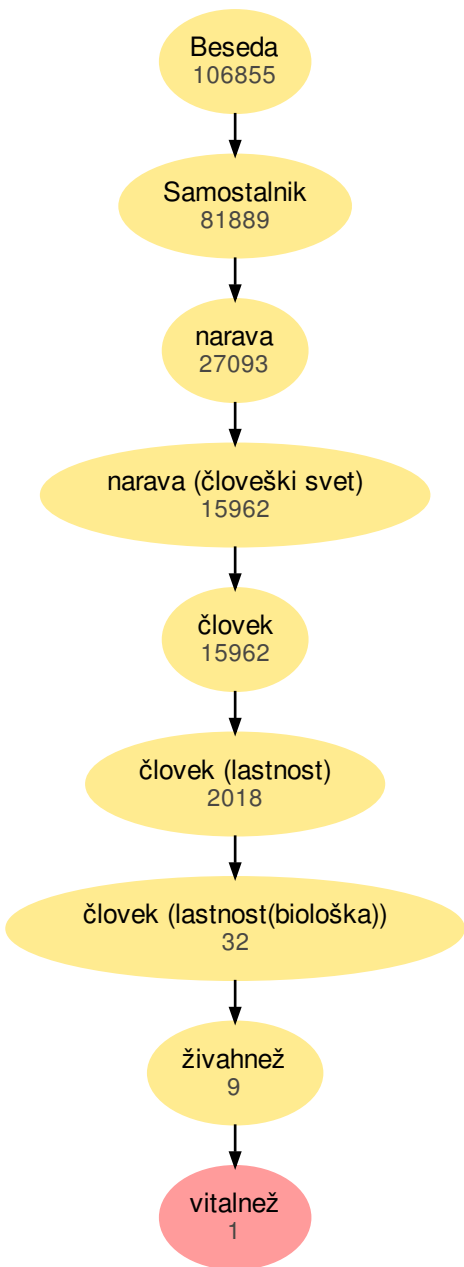 Beseda
106855
Samostalnik
81889
narava
27093
narava (človeški svet)
15962
človek
15962
človek (lastnost)
2018
človek (lastnost(biološka))
32
živahnež
9
vitalnež
1